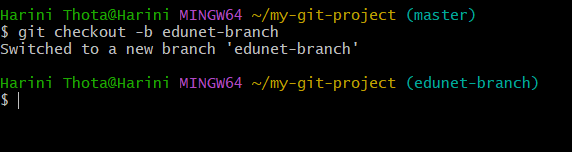 Harini Thota@Harini MINGW64 ~/my-git-project (master)
$ git checkout -b edunet-branch
Switched to a new branch 'edunet-branch'
Harini Thota@Harini MINGW64 ~/my-git-project (edunet-branch)
$